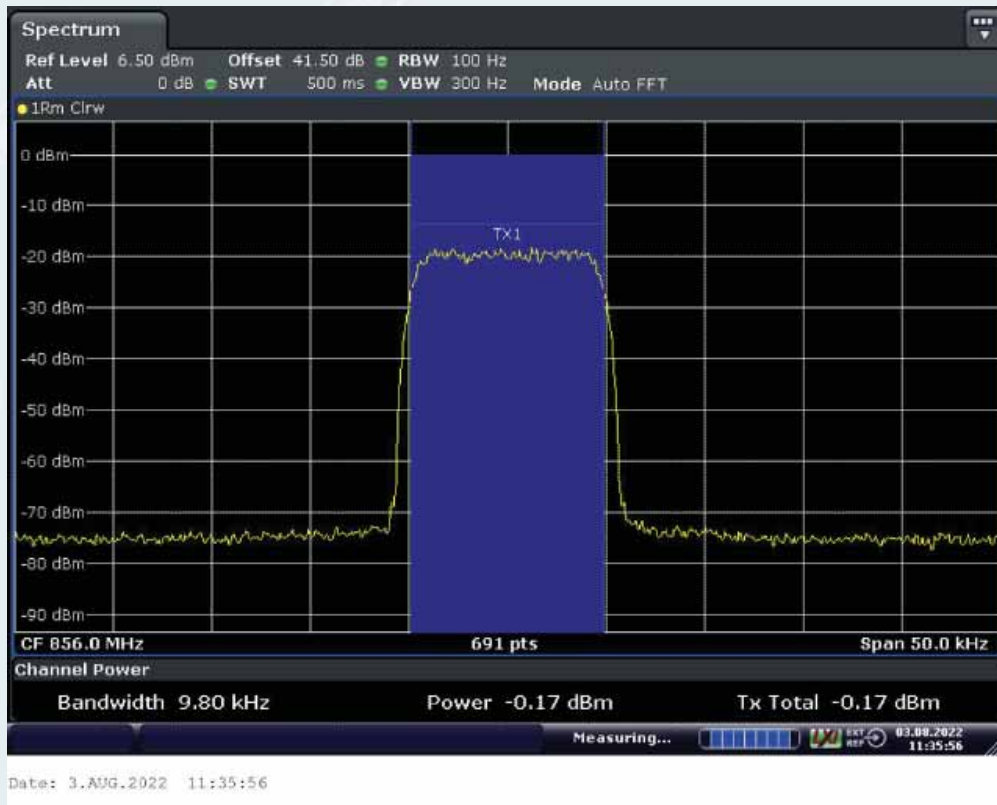 Spectrum
Ref Level 6.50 dBm Offset 41.50 dB RBW 100 Hz
Att 0 dB SWT 500 ms VBW 300 Hz Mode Auto FFT
1Rm Clrw
0 dBm
-10 dBm
TX1
-20 dBm
-30 dBm
-40 dBm
-50 dBm
-60 dBm
-70 dBm
-80 dBm
-90 dBm
CF 856.0 MHz 691 pts Span 50.0 kHz
Channel Power
Bandwidth 9.80 kHz Power -0.17 dBm Tx Total -0.17 dBm
Measuring... EXT REF 03.08.2022
11:35:56
Date: 3.AUG.2022 11:35:56